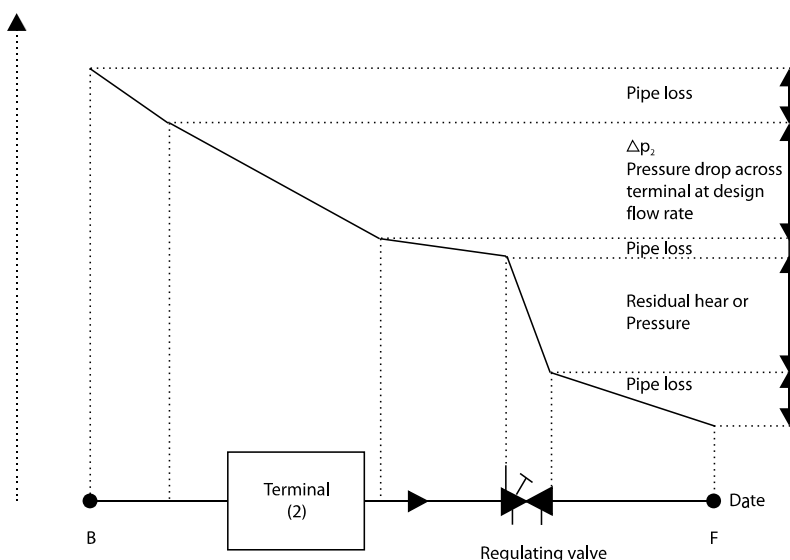 Pipe loss
△p₂
Pressure drop across
terminal at design
flow rate
Pipe loss
Residual hear or
Pressure
Pipe loss
Terminal
(2)
Date
B
F
Regulating valve